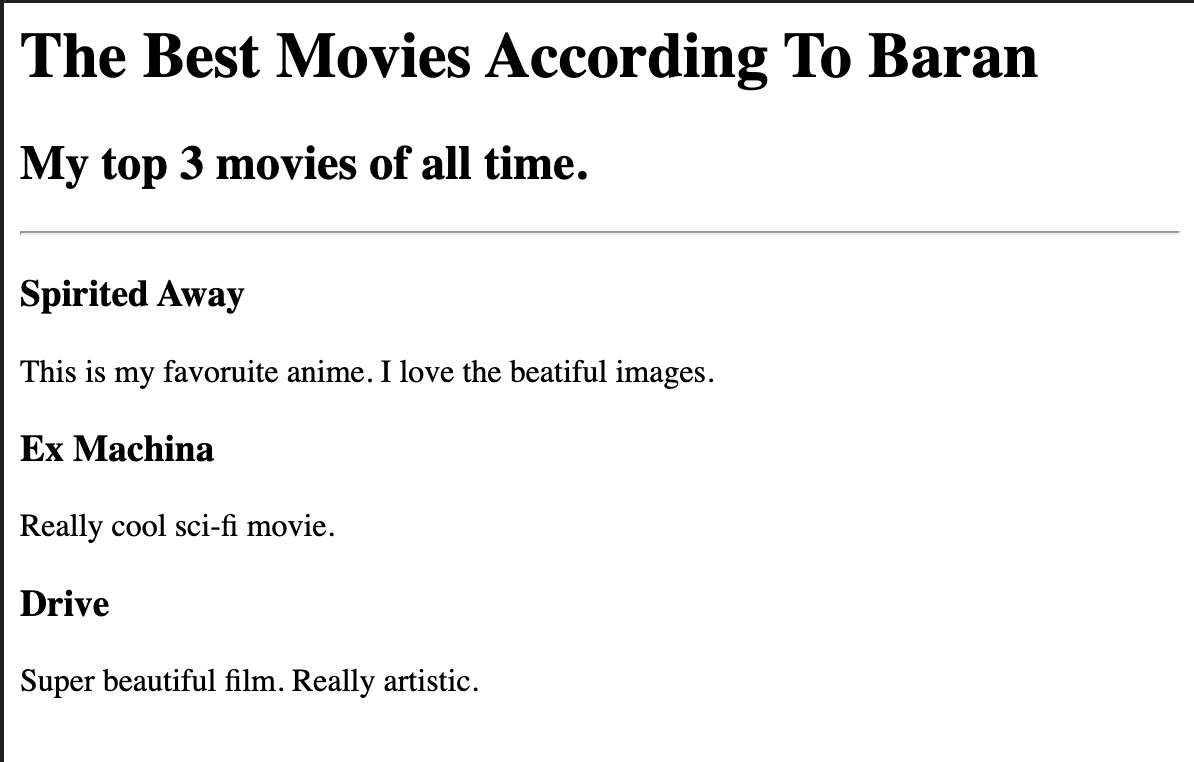 The Best Movies According To Baran
My top 3 movies of all time.
Spirited Away
This is my favoruite anime. I love the beatiful images.
Ex Machina
Really cool sci-fi movie.
Drive
Super beautiful film. Really artistic.